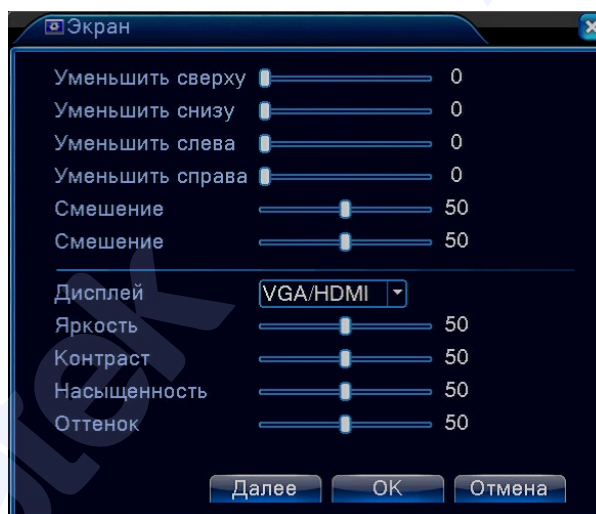 Экран
Уменьшить сверху 0
Уменьшить снизу 0
Уменьшить слева 0
Уменьшить справа 0
Смешение 50
Смешение 50
Дисплей VGA/HDMI
Яркость 50
Контраст 50
Насыщенность 50
Оттенок 50
Далее OK Отмена